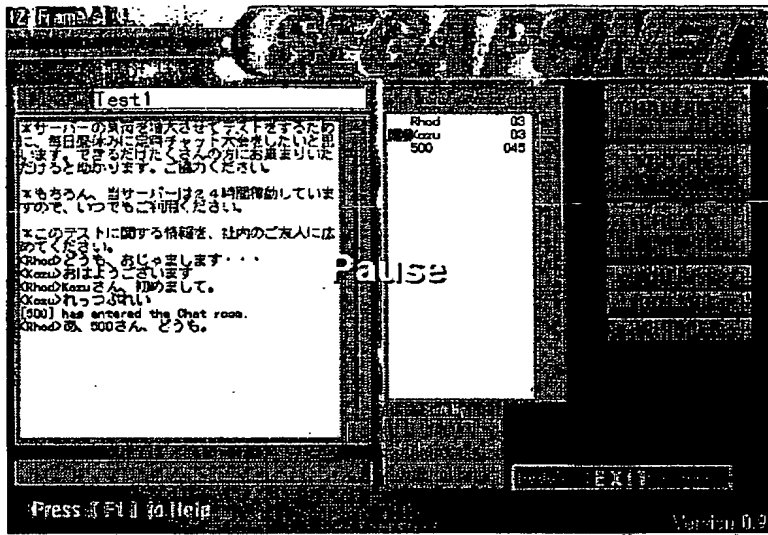 Test1
※サーバーの負荷を増大させてテストをするため
に、毎日昼休みに定時チャット大会をしたいと思
います。できるだけたくさんの方にお集まりいた
だけると助かります。ご協力ください。
※もちろん、当サーバーは24時間稼動していま
すので、いつでもご利用ください。
※このテストに関する情報を、社内のご友人に広
めてください。
<Rhod>どうも、おじゃまします・・・
<Kazu>おはようございます
<Rhod>Kazuさん、初めまして。
<Kazu>れっつぷれい
[500] has entered the Chat room.
<Rhod>あ、500さん、どうも。
Rhod 03
Kazu 03
500 045
Pause
EXIT
Press [F1] to Help
Version 0.9